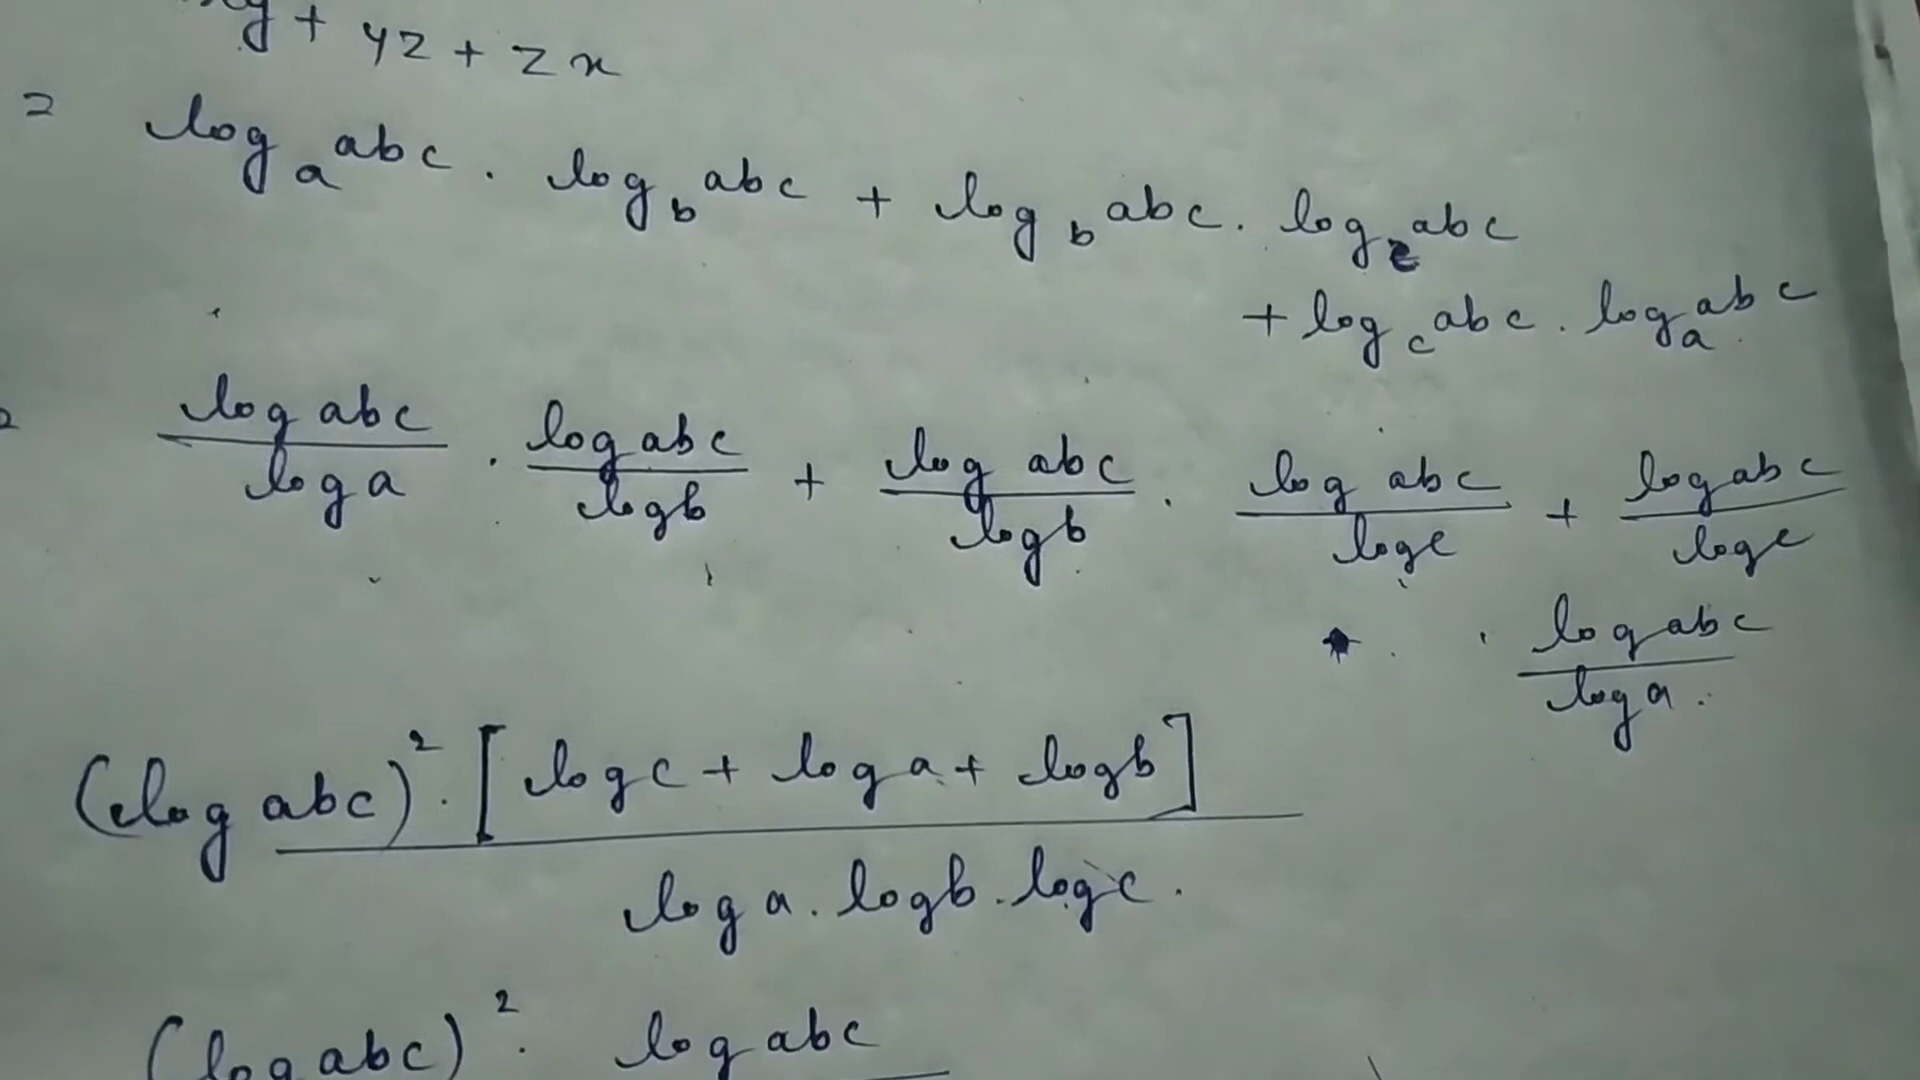 xy + yz + zx
= log_a abc . log_b abc + log_b abc . log_c abc
+ log_c abc . log_a abc
= log abc / log a . log abc / log b + log abc / log b . log abc / log c + log abc / log c
. log abc / log a .
(log abc)² . [log c + log a + log b]
log a . log b . log c .
(log abc)² . log abc